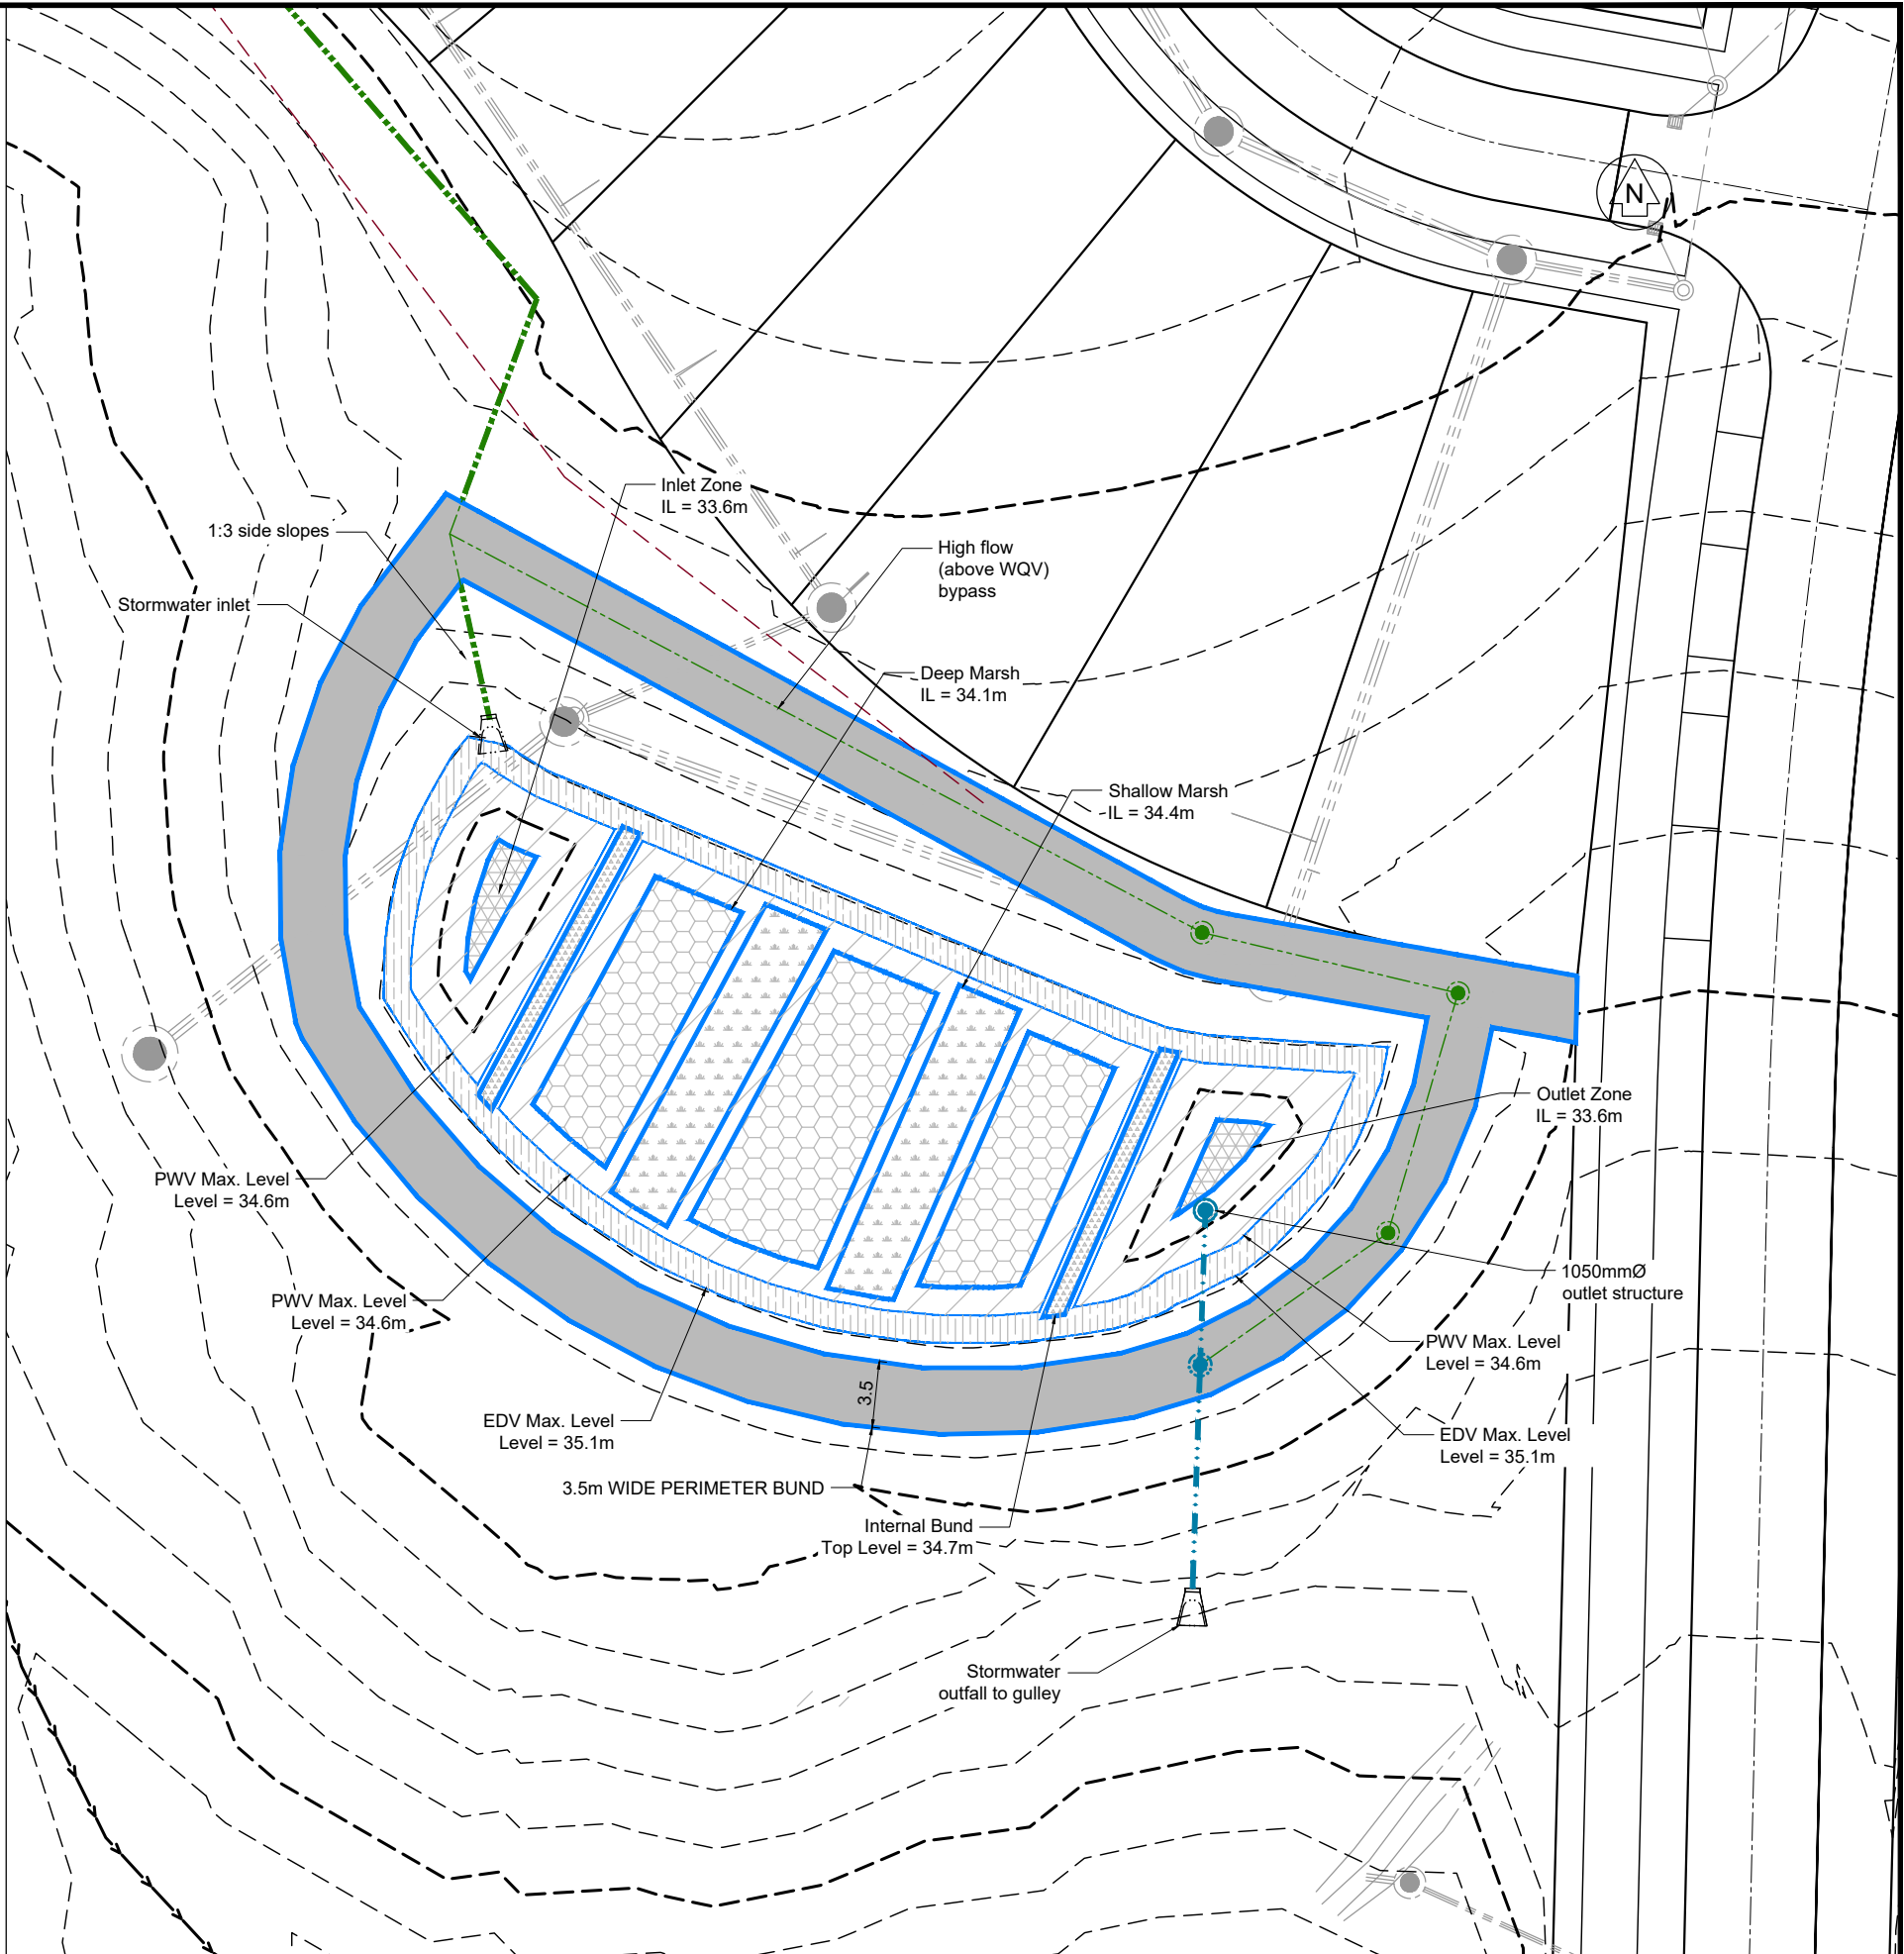 N
Inlet Zone
IL = 33.6m
1:3 side slopes
High flow
(above WQV)
bypass
Stormwater inlet
Deep Marsh
IL = 34.1m
Shallow Marsh
IL = 34.4m
Outlet Zone
IL = 33.6m
PWV Max. Level
Level = 34.6m
1050mmØ
outlet structure
PWV Max. Level
Level = 34.6m
PWV Max. Level
Level = 34.6m
3.5
EDV Max. Level
Level = 35.1m
EDV Max. Level
Level = 35.1m
3.5m WIDE PERIMETER BUND
Internal Bund
Top Level = 34.7m
Stormwater
outfall to gulley